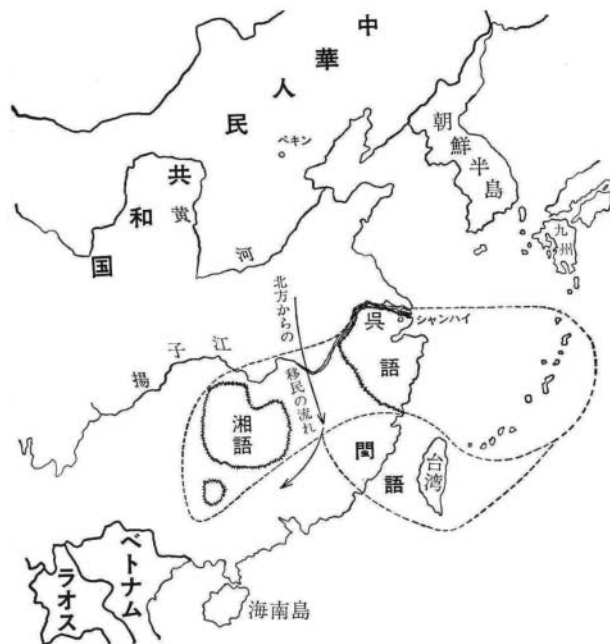 中華人民共和国
ペキン
朝鮮半島
九州
黄河
北方からの
移民の流れ
呉語
シャンハイ
揚子江
湘語
閩語
台湾
ベトナム
ラオス
海南島